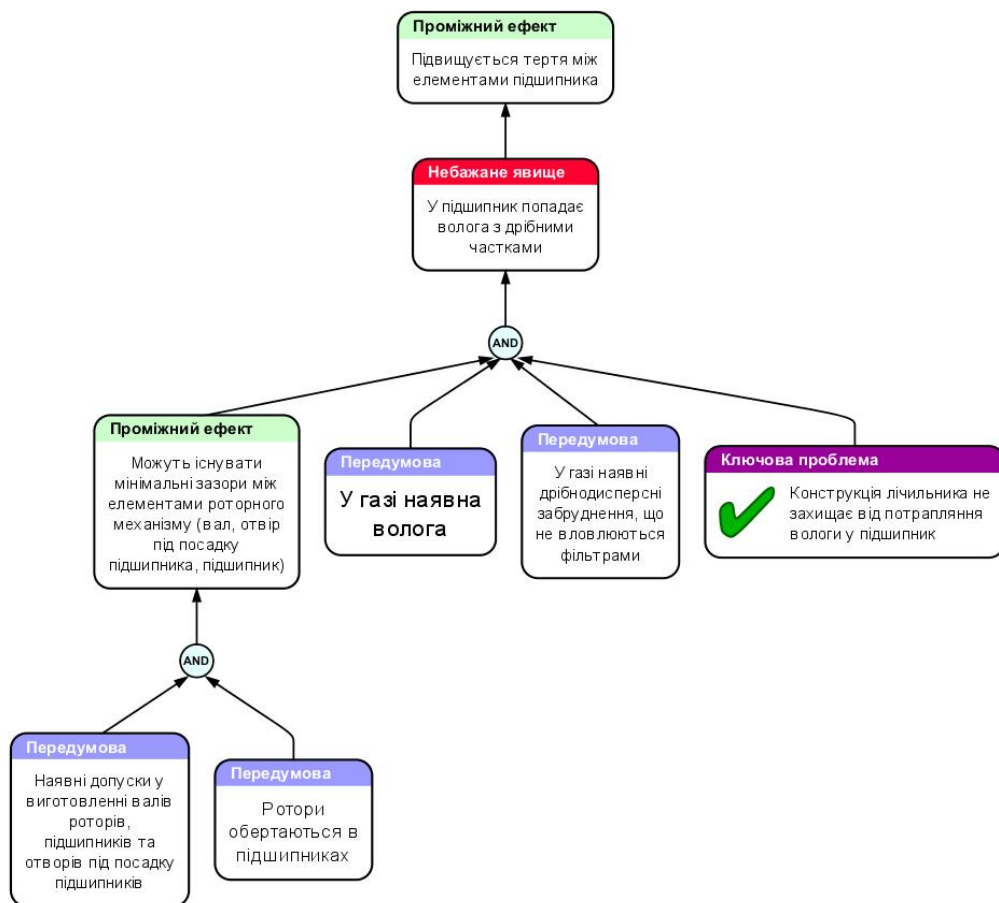 Проміжний ефект
Підвищується тертя між
елементами підшипника
Небажане явище
У підшипник попадає
волога з дрібними
частками
AND
Проміжний ефект
Можуть існувати
мінімальні зазори між
елементами роторного
механізму (вал, отвір
під посадку
підшипника, підшипник)
Передумова
У газі наявна
волога
Передумова
У газі наявні
дрібнодисперсні
забруднення, що
не вловлюються
фільтрами
Ключова проблема
Конструкція лічильника не
захищає від потрапляння
вологи у підшипник
AND
Передумова
Наявні допуски у
виготовленні валів
роторів,
підшипників та
отворів під посадку
підшипників
Передумова
Ротори
обертаються в
підшипниках